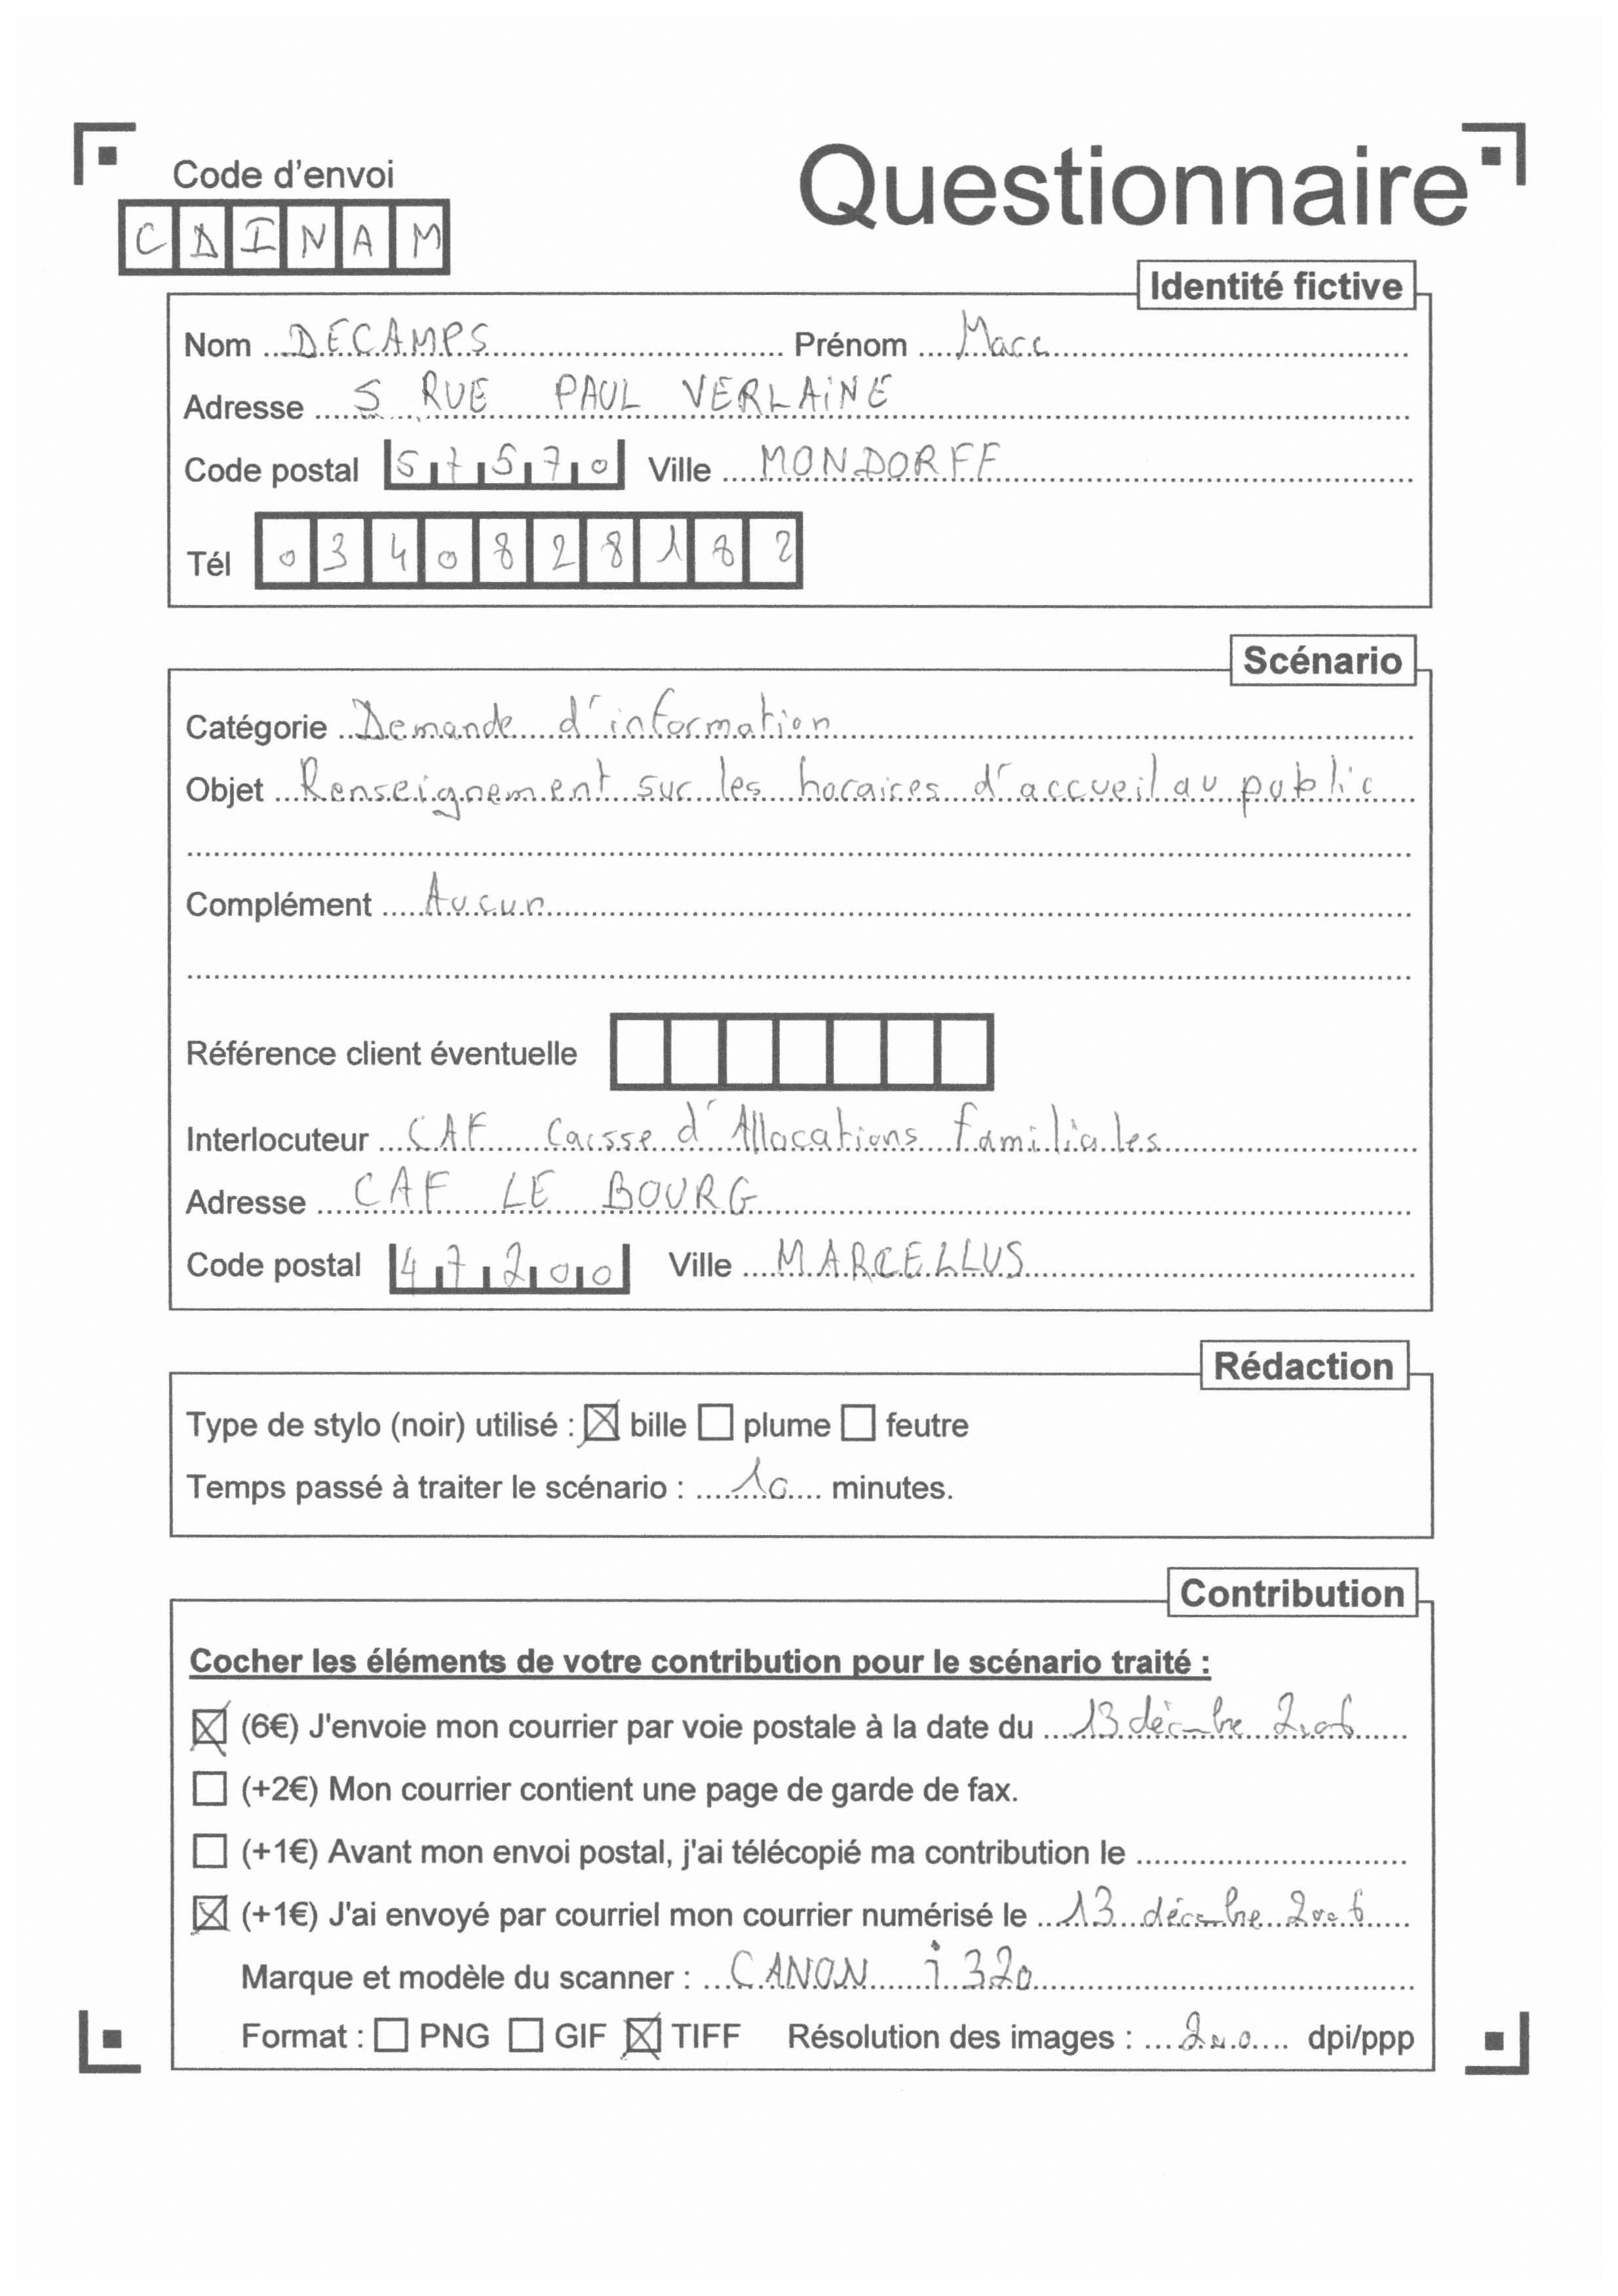 Code d'envoi
Questionnaire
C D I N A M
Identité fictive
Nom DECAMPS Prénom Marc
Adresse 5 RUE PAUL VERLAINE
Code postal 57570 Ville MONDORFF
Tél 0340828182
Scénario
Catégorie Demande d'information
Objet Renseignement sur les horaires d'accueil au public
Complément Aucun
Référence client éventuelle
Interlocuteur CAF Caisse d'Allocations familiales
Adresse CAF LE BOURG
Code postal 47200 Ville MARCELLUS
Rédaction
Type de stylo (noir) utilisé : ☒ bille ☐ plume ☐ feutre
Temps passé à traiter le scénario : 10 minutes.
Contribution
Cocher les éléments de votre contribution pour le scénario traité :
☒ (6€) J'envoie mon courrier par voie postale à la date du 13 décembre 2006
☐ (+2€) Mon courrier contient une page de garde de fax.
☐ (+1€) Avant mon envoi postal, j'ai télécopié ma contribution le
☒ (+1€) J'ai envoyé par courriel mon courrier numérisé le 13 décembre 2006
Marque et modèle du scanner : CANON i 320
Format : ☐ PNG ☐ GIF ☒ TIFF Résolution des images : 200 dpi/ppp